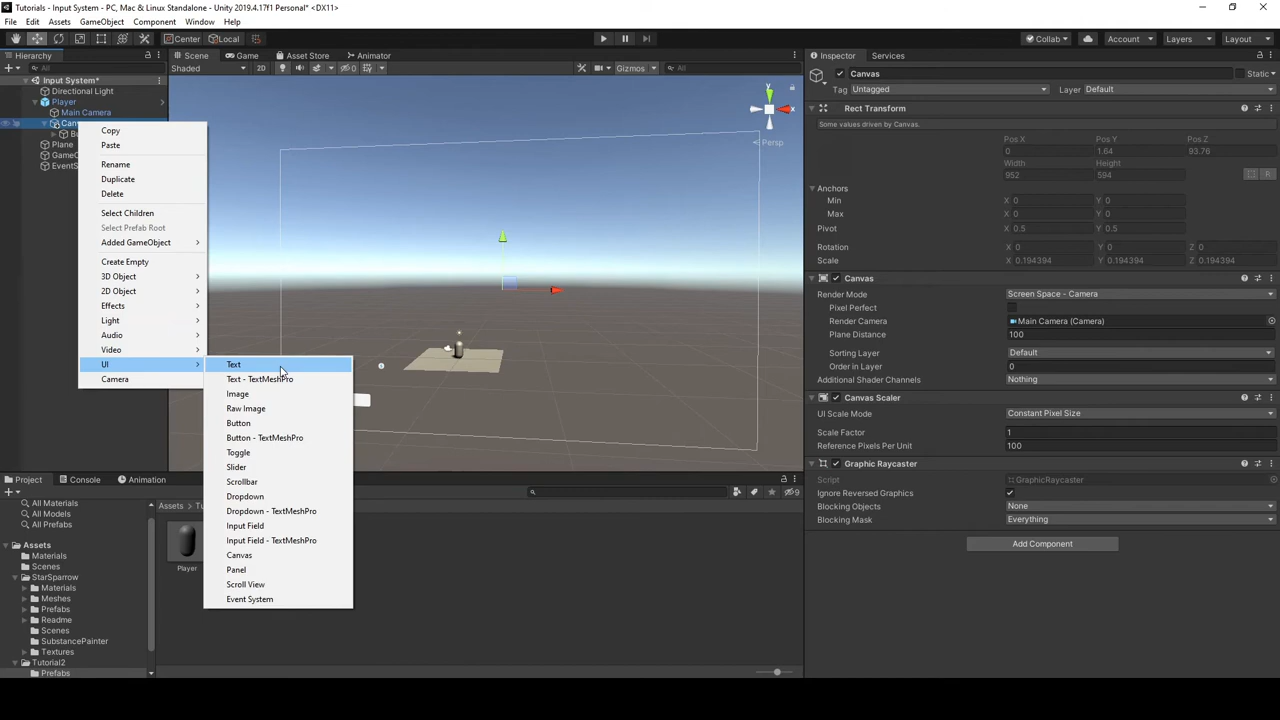 Tutorials - Input System - PC, Mac & Linux Standalone - Unity 2019.4.17f1 Personal* <DX11>
File Edit Assets GameObject Component Window Help
Center Local Collab Account Layers Layout
Hierarchy Scene Game Asset Store Animator Inspector Services
All Shaded 2D 0 Gizmos All Canvas Static
Input System*
Directional Light
Player
Main Camera
Plane
Copy
Paste
Rename
Duplicate
Delete
Select Children
Select Prefab Root
Added GameObject
Create Empty
3D Object
2D Object
Effects
Light
Audio
Video
UI
Camera
Text
Text - TextMeshPro
Image
Raw Image
Button
Button - TextMeshPro
Toggle
Slider
Scrollbar
Dropdown
Dropdown - TextMeshPro
Input Field
Input Field - TextMeshPro
Canvas
Panel
Scroll View
Event System
y
x
Persp
Tag Untagged Layer Default
Rect Transform
Some values driven by Canvas.
Pos X Pos Y Pos Z
0 1.64 93.76
Width Height
952 594
R
Anchors
Min X 0 Y 0
Max X 0 Y 0
Pivot X 0.5 Y 0.5
Rotation X 0 Y 0 Z 0
Scale X 0.194394 Y 0.194394 Z 0.194394
Canvas
Render Mode Screen Space - Camera
Pixel Perfect
Render Camera Main Camera (Camera)
Plane Distance 100
Sorting Layer Default
Order in Layer 0
Additional Shader Channels Nothing
Canvas Scaler
UI Scale Mode Constant Pixel Size
Scale Factor 1
Reference Pixels Per Unit 100
Graphic Raycaster
Script GraphicRaycaster
Ignore Reversed Graphics
Blocking Objects None
Blocking Mask Everything
Add Component
Project Console Animation
9
All Materials
All Models
All Prefabs
Assets
Materials
Scenes
StarSparrow
Materials
Meshes
Prefabs
Readme
Scenes
SubstancePainter
Textures
Tutorial2
Prefabs
Assets
Player